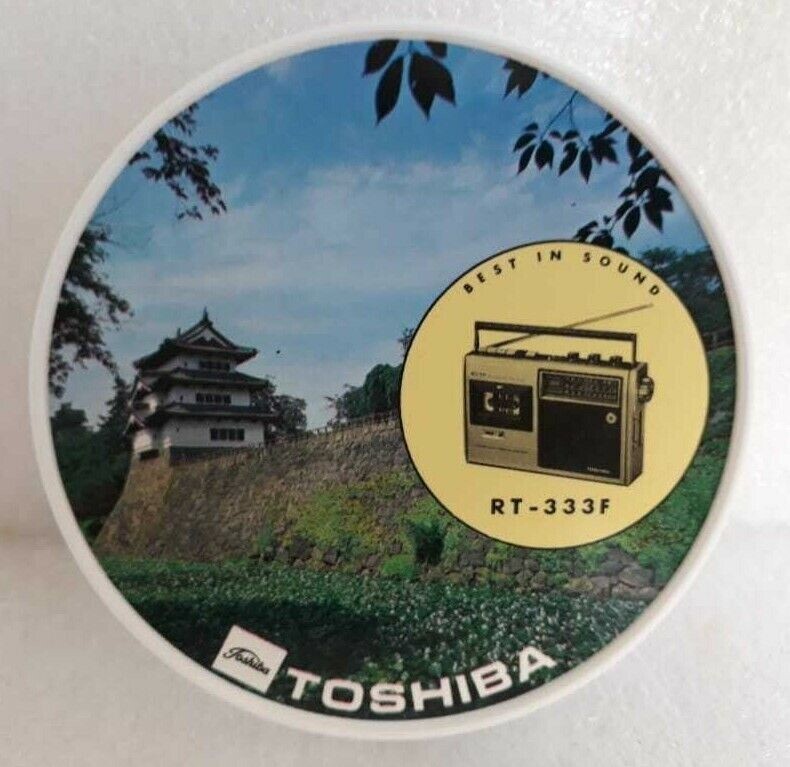 BEST IN SOUND
RT-333F
Toshiba
TOSHIBA